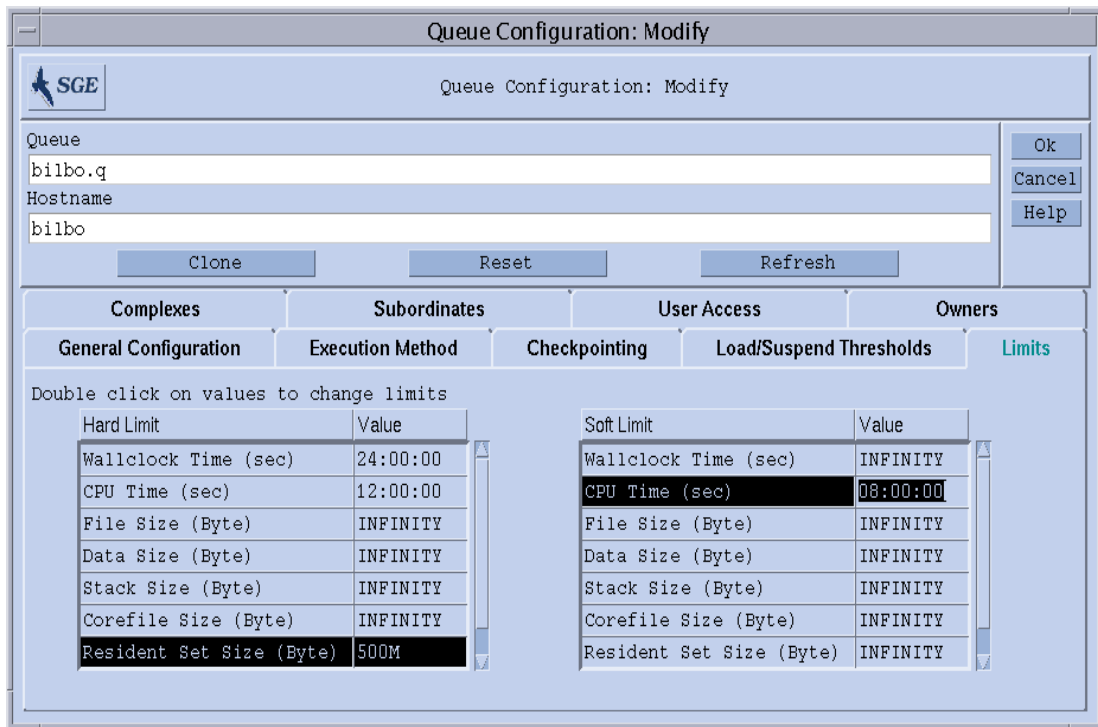 Queue Configuration: Modify
SGE
Queue Configuration: Modify
Queue
bilbo.q
Hostname
bilbo
Ok
Cancel
Help
Clone Reset Refresh
Complexes Subordinates User Access Owners
General Configuration Execution Method Checkpointing Load/Suspend Thresholds Limits
Double click on values to change limits
Hard Limit Value
Wallclock Time (sec) 24:00:00
CPU Time (sec) 12:00:00
File Size (Byte) INFINITY
Data Size (Byte) INFINITY
Stack Size (Byte) INFINITY
Corefile Size (Byte) INFINITY
Resident Set Size (Byte) 500M
Soft Limit Value
Wallclock Time (sec) INFINITY
CPU Time (sec) 08:00:00
File Size (Byte) INFINITY
Data Size (Byte) INFINITY
Stack Size (Byte) INFINITY
Corefile Size (Byte) INFINITY
Resident Set Size (Byte) INFINITY